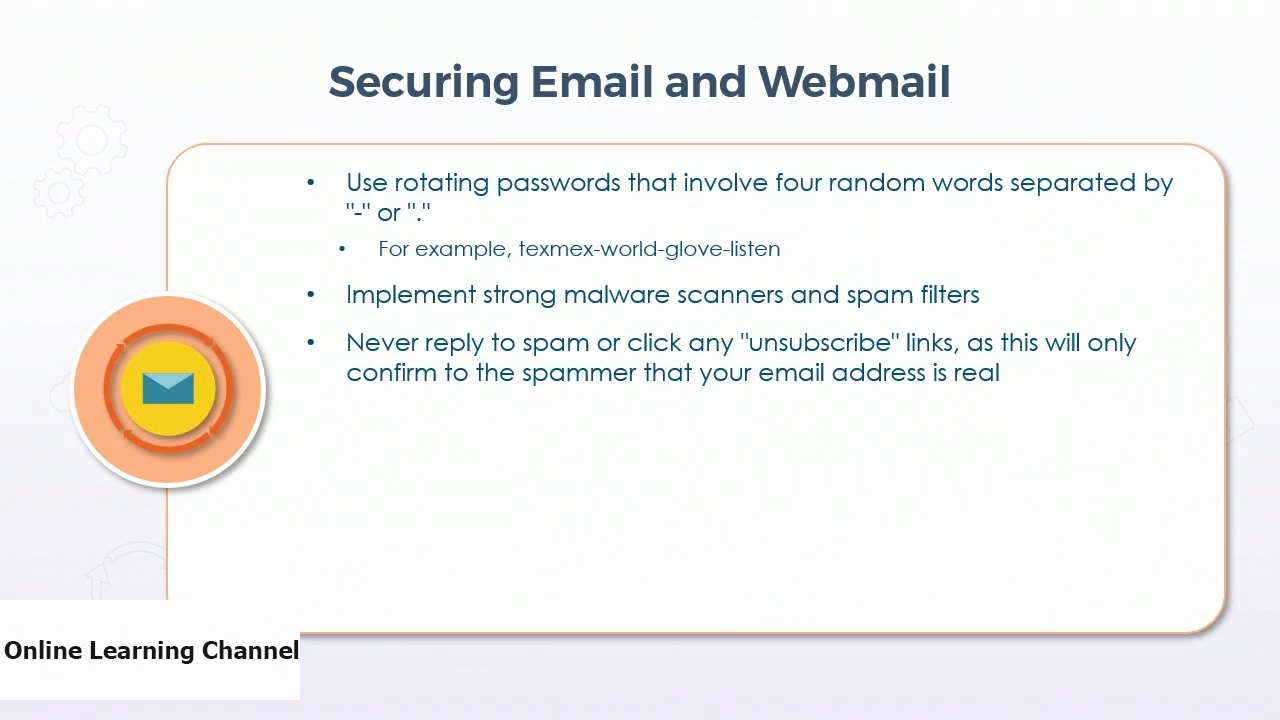 Securing Email and Webmail
• Use rotating passwords that involve four random words separated by
"-" or "."
• For example, texmex-world-glove-listen
• Implement strong malware scanners and spam filters
• Never reply to spam or click any "unsubscribe" links, as this will only
confirm to the spammer that your email address is real
Online Learning Channel